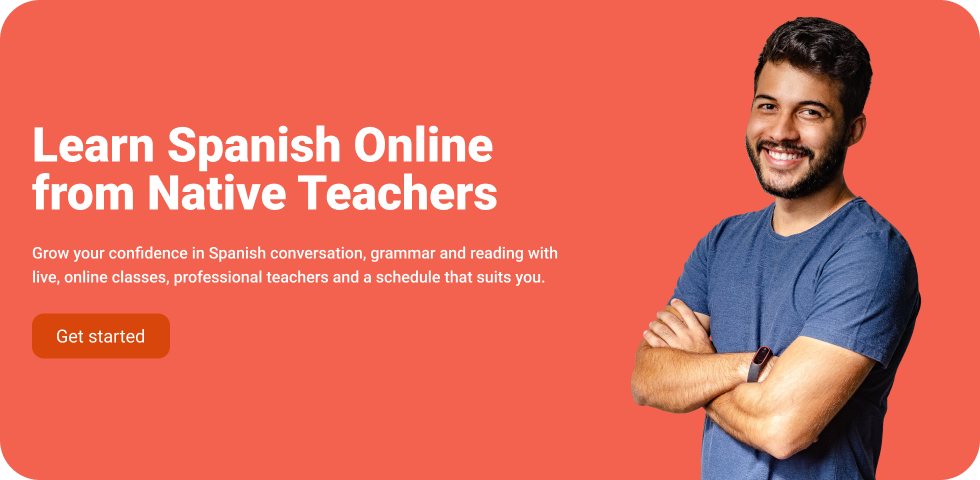 Learn Spanish Online
from Native Teachers
Grow your confidence in Spanish conversation, grammar and reading with
live, online classes, professional teachers and a schedule that suits you.
Get started